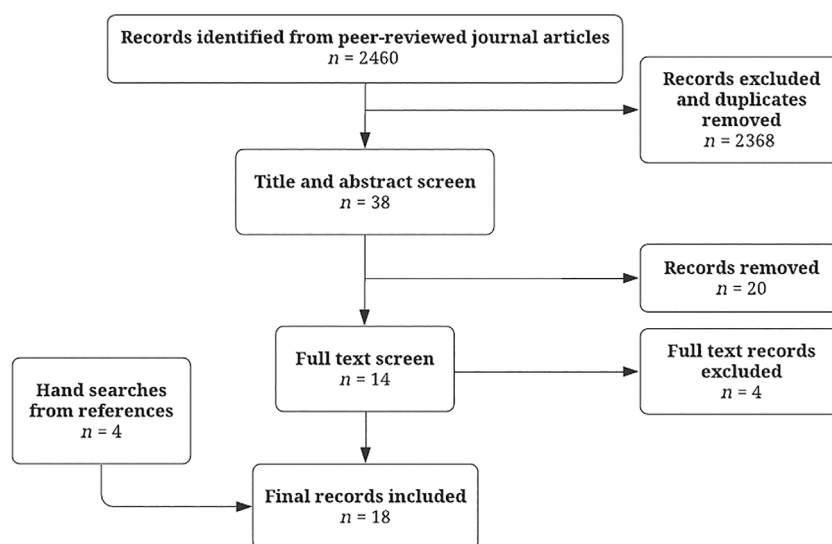 Records identified from peer-reviewed journal articles
n = 2460
Records excluded
and duplicates
removed
n = 2368
Title and abstract screen
n = 38
Records removed
n = 20
Full text screen
n = 14
Full text records
excluded
n = 4
Hand searches
from references
n = 4
Final records included
n = 18